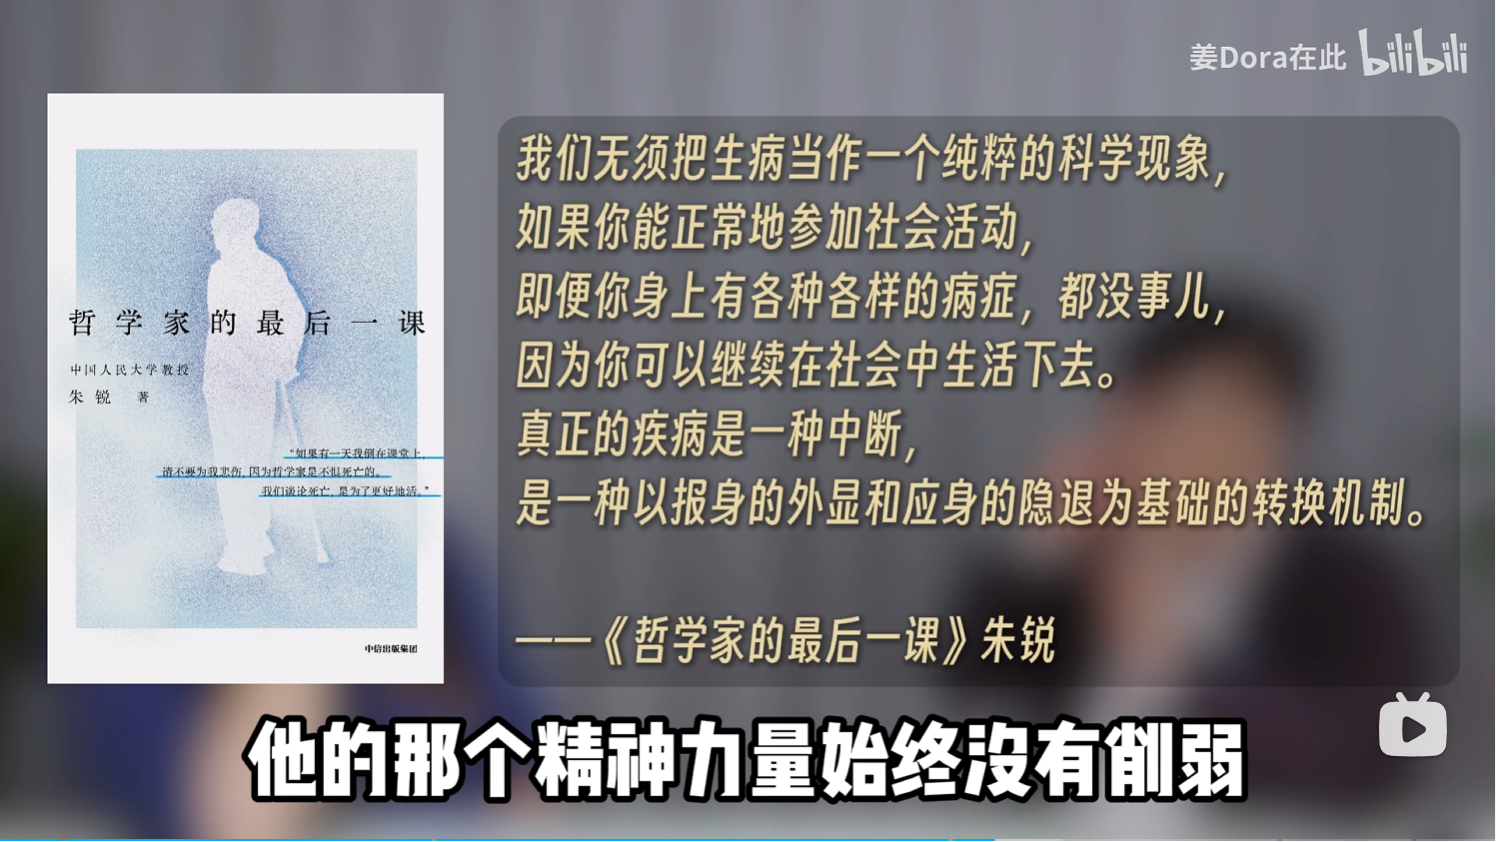 姜Dora在此 bilibili
我们无须把生病当作一个纯粹的科学现象，
如果你能正常地参加社会活动，
即便你身上有各种各样的病症，都没事儿，
因为你可以继续在社会中生活下去。
真正的疾病是一种中断，
是一种以报身的外显和应身的隐退为基础的转换机制。
——《哲学家的最后一课》朱锐
哲学家的最后一课
中国人民大学教授
朱锐 著
“如果有一天我倒在课堂上，
请不要为我悲伤，因为哲学家是不惧死亡的。
我们谈论死亡，是为了更好地活。”
中信出版集团
他的那个精神力量始终没有削弱